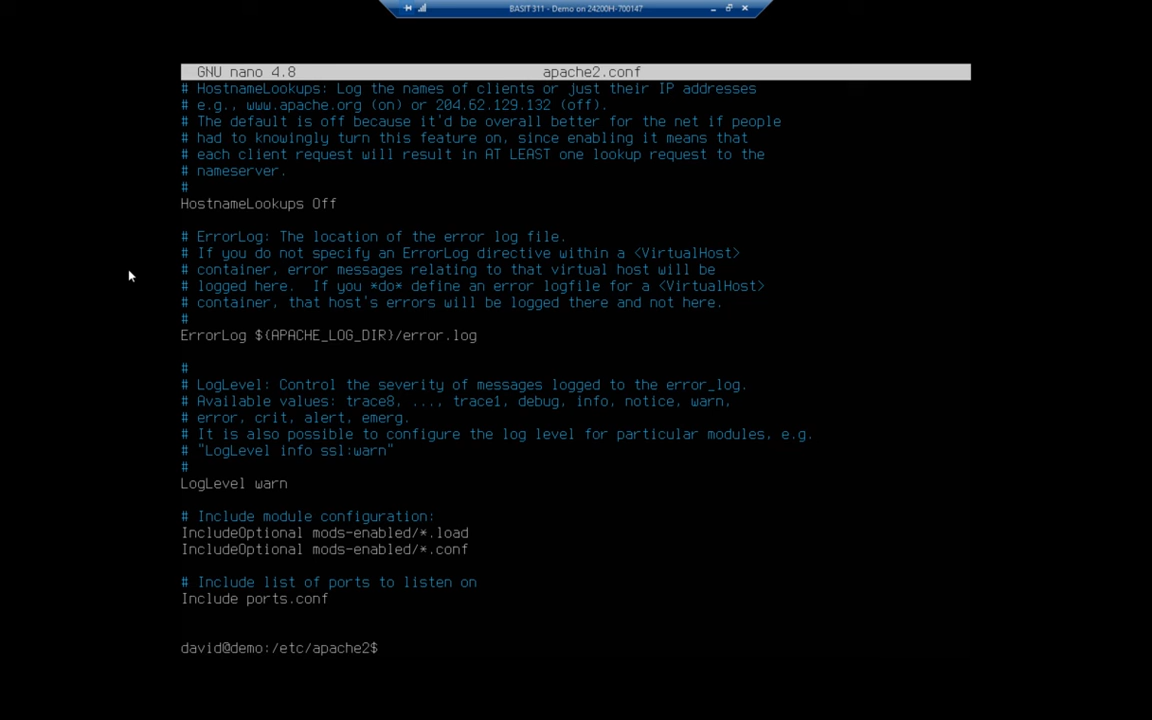 BASIT 311 - Demo on 24200H-700147
GNU nano 4.8 apache2.conf
# HostnameLookups: Log the names of clients or just their IP addresses
# e.g., www.apache.org (on) or 204.62.129.132 (off).
# The default is off because it'd be overall better for the net if people
# had to knowingly turn this feature on, since enabling it means that
# each client request will result in AT LEAST one lookup request to the
# nameserver.
#
HostnameLookups Off
# ErrorLog: The location of the error log file.
# If you do not specify an ErrorLog directive within a <VirtualHost>
# container, error messages relating to that virtual host will be
# logged here.  If you *do* define an error logfile for a <VirtualHost>
# container, that host's errors will be logged there and not here.
#
ErrorLog ${APACHE_LOG_DIR}/error.log
#
# LogLevel: Control the severity of messages logged to the error_log.
# Available values: trace8, ..., trace1, debug, info, notice, warn,
# error, crit, alert, emerg.
# It is also possible to configure the log level for particular modules, e.g.
# "LogLevel info ssl:warn"
#
LogLevel warn
# Include module configuration:
IncludeOptional mods-enabled/*.load
IncludeOptional mods-enabled/*.conf
# Include list of ports to listen on
Include ports.conf
david@demo:/etc/apache2$